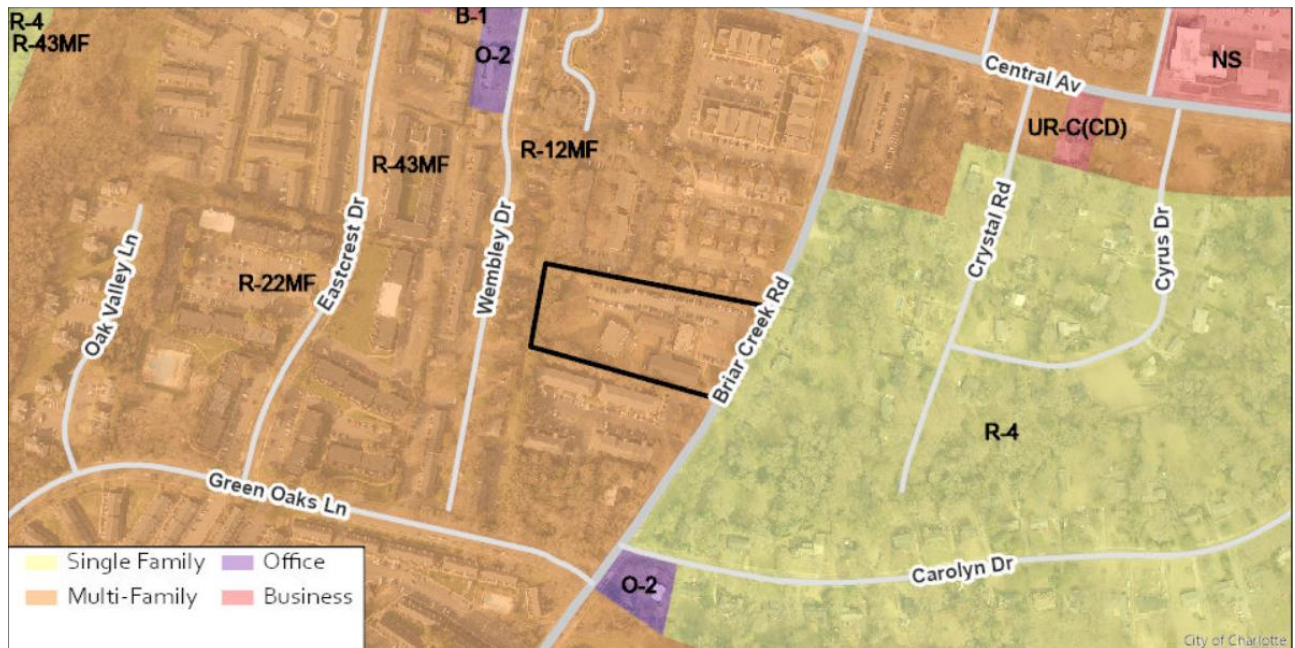 R-4
R-43MF
B-1
O-2
Central Av
NS
UR-C(CD)
R-43MF
R-12MF
Crystal Rd
Cyrus Dr
Oak Valley Ln
R-22MF
Eastcrest Dr
Wembley Dr
Briar Creek Rd
R-4
Green Oaks Ln
Carolyn Dr
O-2
Single Family
Office
Multi-Family
Business
City of Charlotte